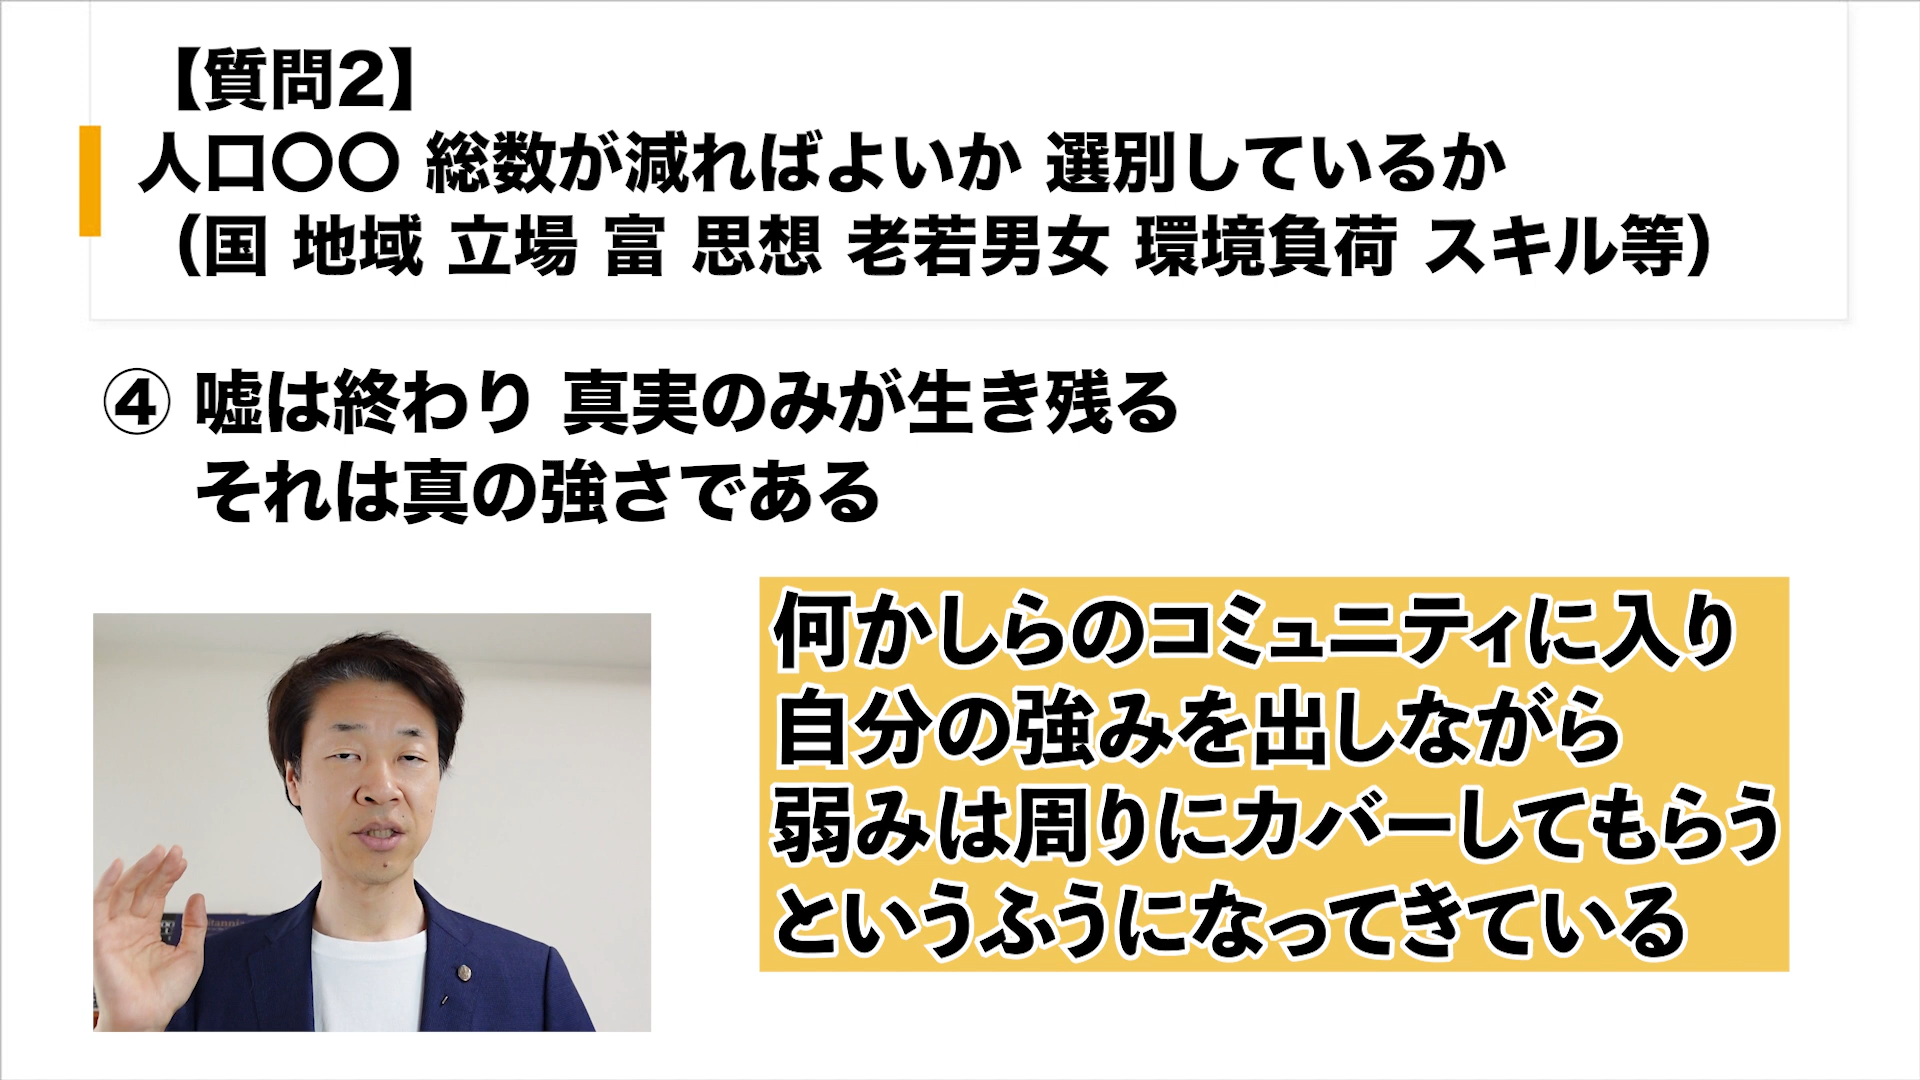 【質問2】
人口〇〇 総数が減ればよいか 選別しているか
（国 地域 立場 富 思想 老若男女 環境負荷 スキル等）
④ 嘘は終わり 真実のみが生き残る
それは真の強さである
何かしらのコミュニティに入り
自分の強みを出しながら
弱みは周りにカバーしてもらう
というふうになってきている